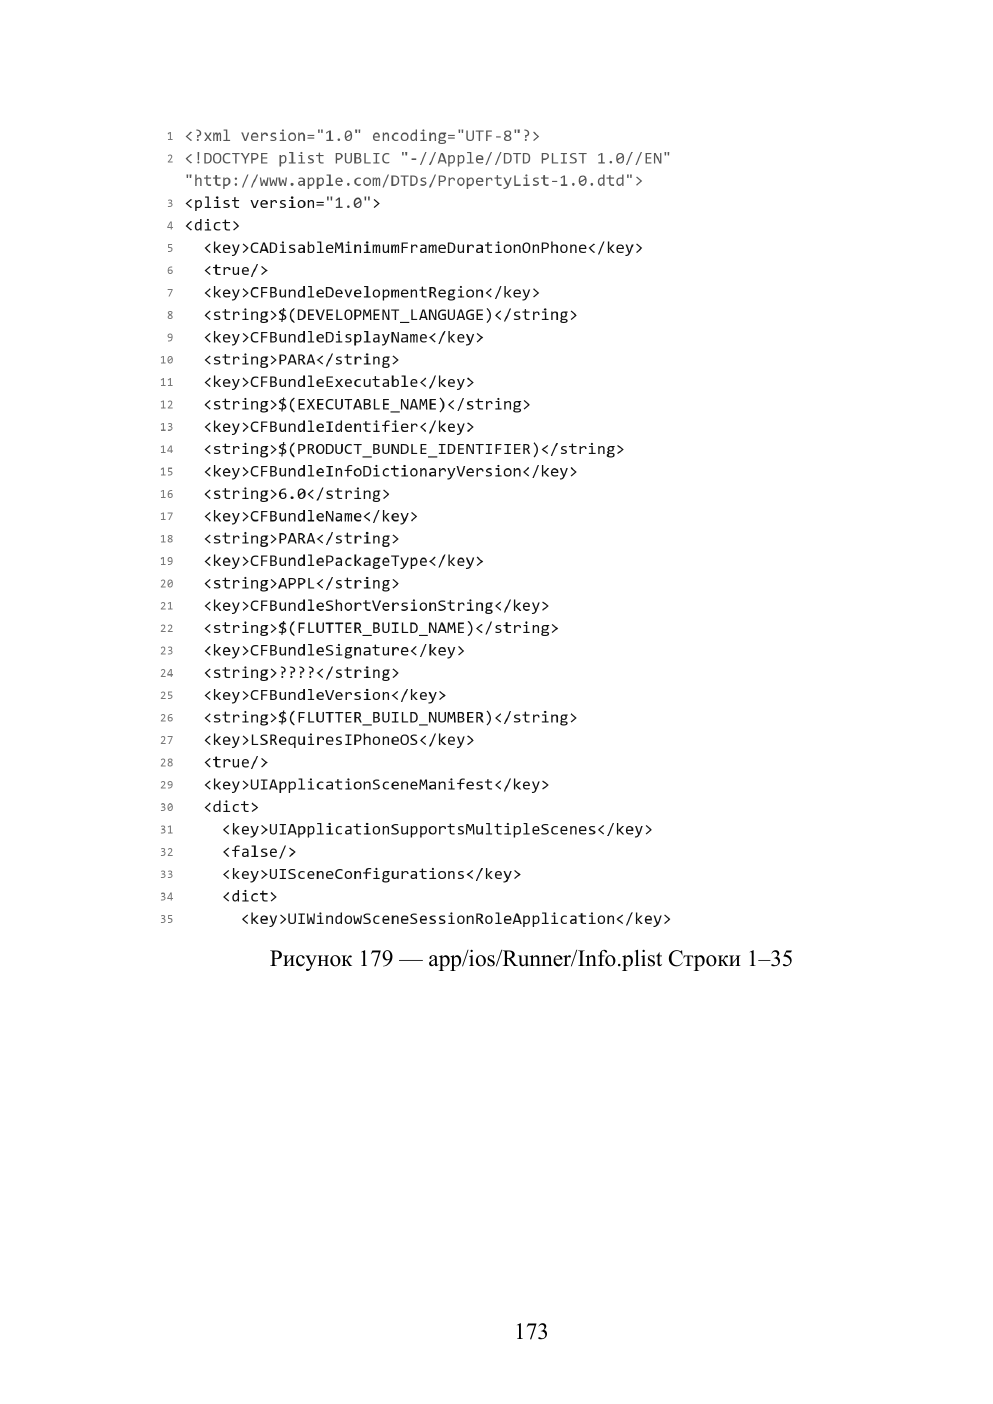 1 <?xml version="1.0" encoding="UTF-8"?>
2 <!DOCTYPE plist PUBLIC "-//Apple//DTD PLIST 1.0//EN"
"http://www.apple.com/DTDs/PropertyList-1.0.dtd">
3 <plist version="1.0">
4 <dict>
5 <key>CADisableMinimumFrameDurationOnPhone</key>
6 <true/>
7 <key>CFBundleDevelopmentRegion</key>
8 <string>$(DEVELOPMENT_LANGUAGE)</string>
9 <key>CFBundleDisplayName</key>
10 <string>PARA</string>
11 <key>CFBundleExecutable</key>
12 <string>$(EXECUTABLE_NAME)</string>
13 <key>CFBundleIdentifier</key>
14 <string>$(PRODUCT_BUNDLE_IDENTIFIER)</string>
15 <key>CFBundleInfoDictionaryVersion</key>
16 <string>6.0</string>
17 <key>CFBundleName</key>
18 <string>PARA</string>
19 <key>CFBundlePackageType</key>
20 <string>APPL</string>
21 <key>CFBundleShortVersionString</key>
22 <string>$(FLUTTER_BUILD_NAME)</string>
23 <key>CFBundleSignature</key>
24 <string>????</string>
25 <key>CFBundleVersion</key>
26 <string>$(FLUTTER_BUILD_NUMBER)</string>
27 <key>LSRequiresIPhoneOS</key>
28 <true/>
29 <key>UIApplicationSceneManifest</key>
30 <dict>
31 <key>UIApplicationSupportsMultipleScenes</key>
32 <false/>
33 <key>UISceneConfigurations</key>
34 <dict>
35 <key>UIWindowSceneSessionRoleApplication</key>
Рисунок 179 — app/ios/Runner/Info.plist Строки 1–35
173